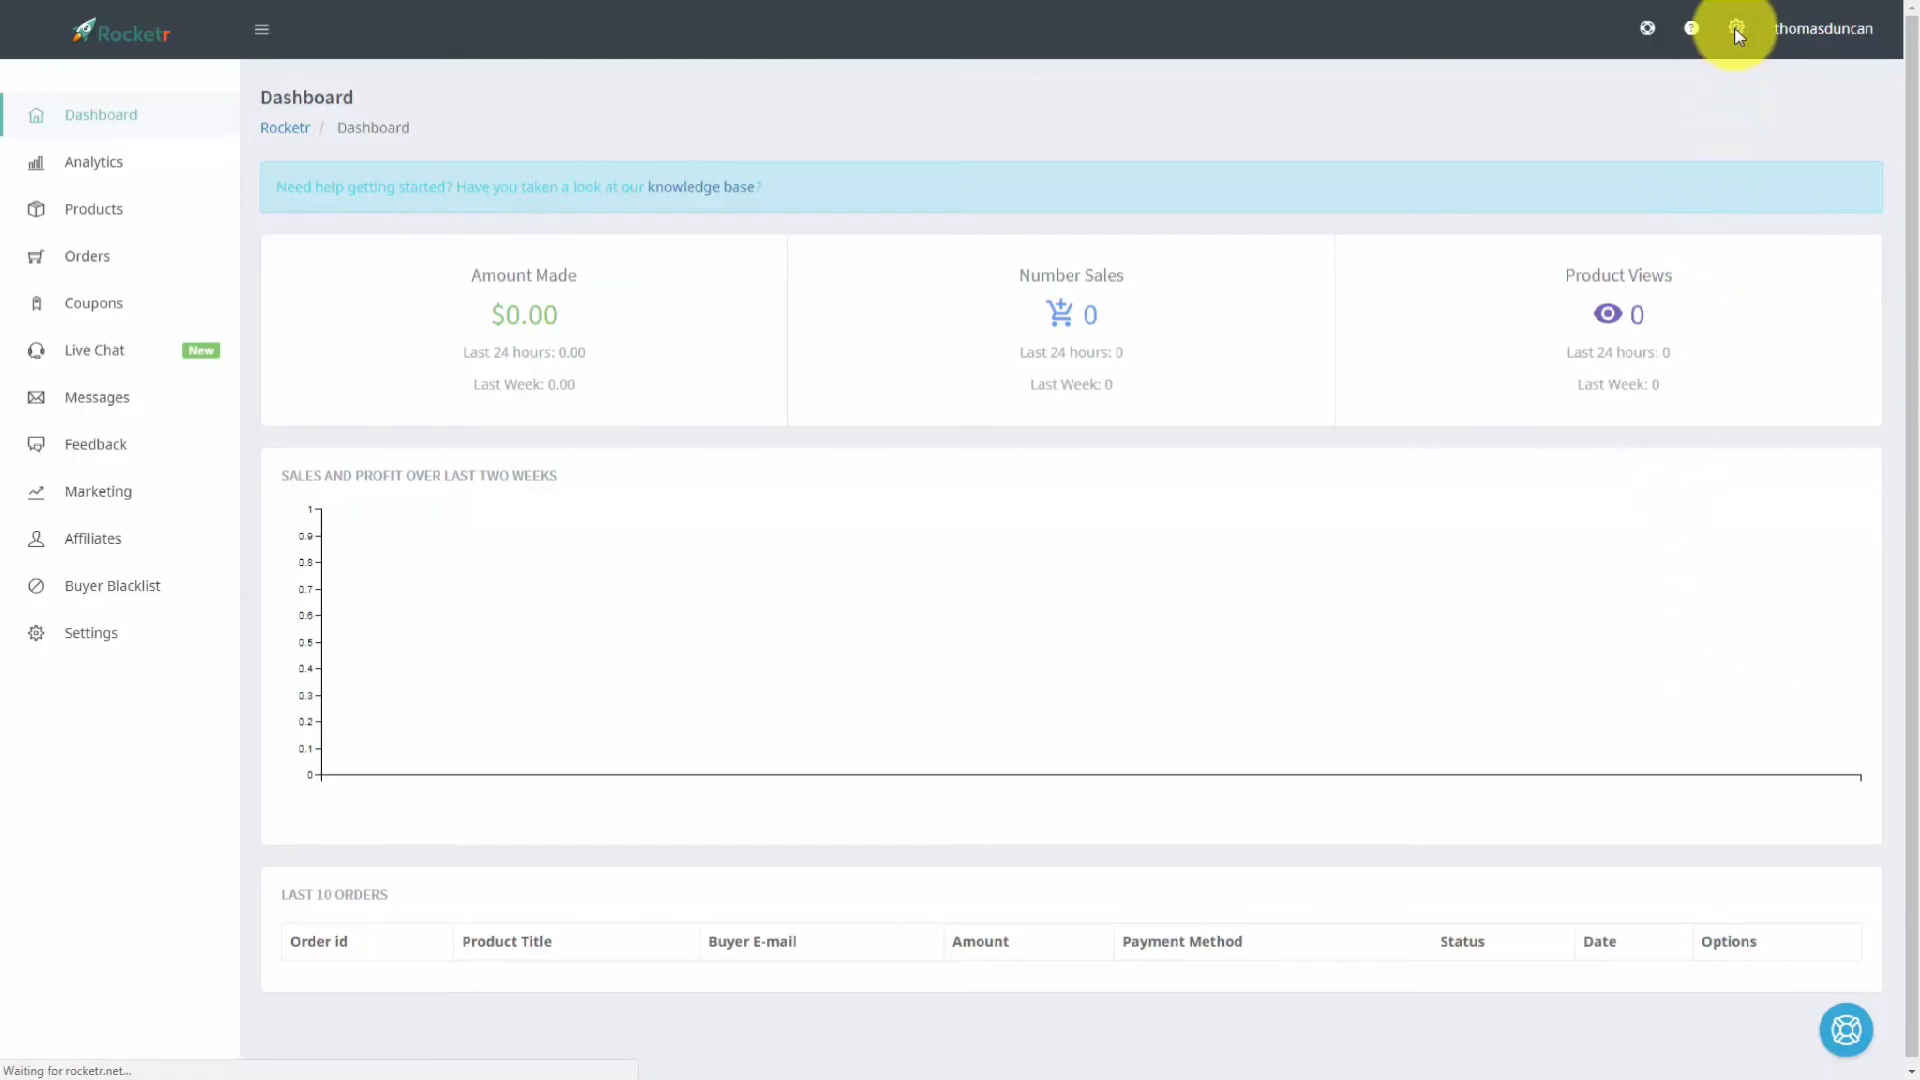 Rocketr
thomasduncan
Dashboard
Analytics
Products
Orders
Coupons
Live Chat New
Messages
Feedback
Marketing
Affiliates
Buyer Blacklist
Settings
Dashboard
Rocketr / Dashboard
Need help getting started? Have you taken a look at our knowledge base?
Amount Made
$0.00
Last 24 hours: 0.00
Last Week: 0.00
Number Sales
0
Last 24 hours: 0
Last Week: 0
Product Views
0
Last 24 hours: 0
Last Week: 0
SALES AND PROFIT OVER LAST TWO WEEKS
1
0.9
0.8
0.7
0.6
0.5
0.4
0.3
0.2
0.1
0
LAST 10 ORDERS
Order id Product Title Buyer E-mail Amount Payment Method Status Date Options
Waiting for rocketr.net...